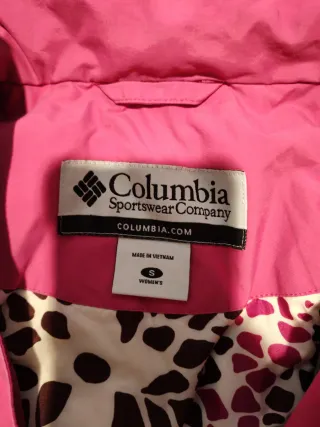 Columbia
Sportswear Company
COLUMBIA.COM
MADE IN VIETNAM
S
WOMEN'S